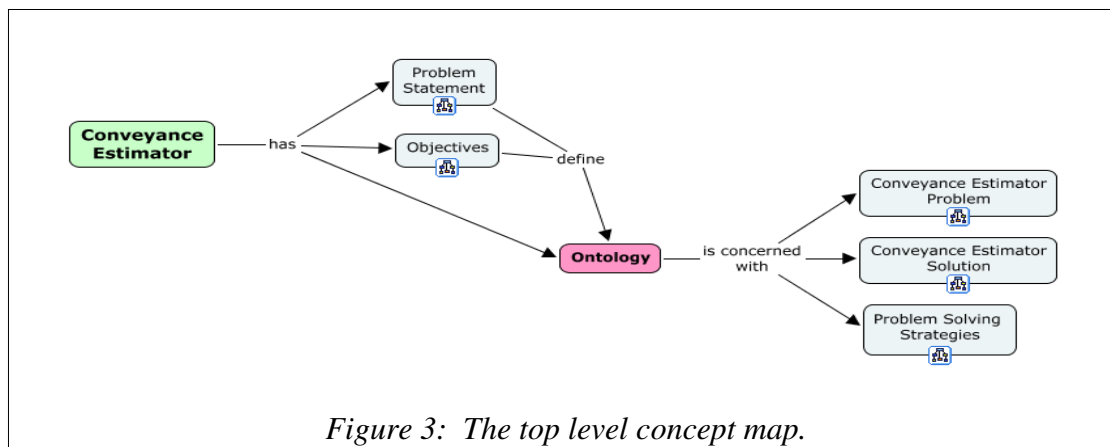 Problem
Statement
Conveyance
Estimator
has
Objectives
define
Conveyance Estimator
Problem
Ontology
is concerned
with
Conveyance Estimator
Solution
Problem Solving
Strategies
Figure 3:  The top level concept map.